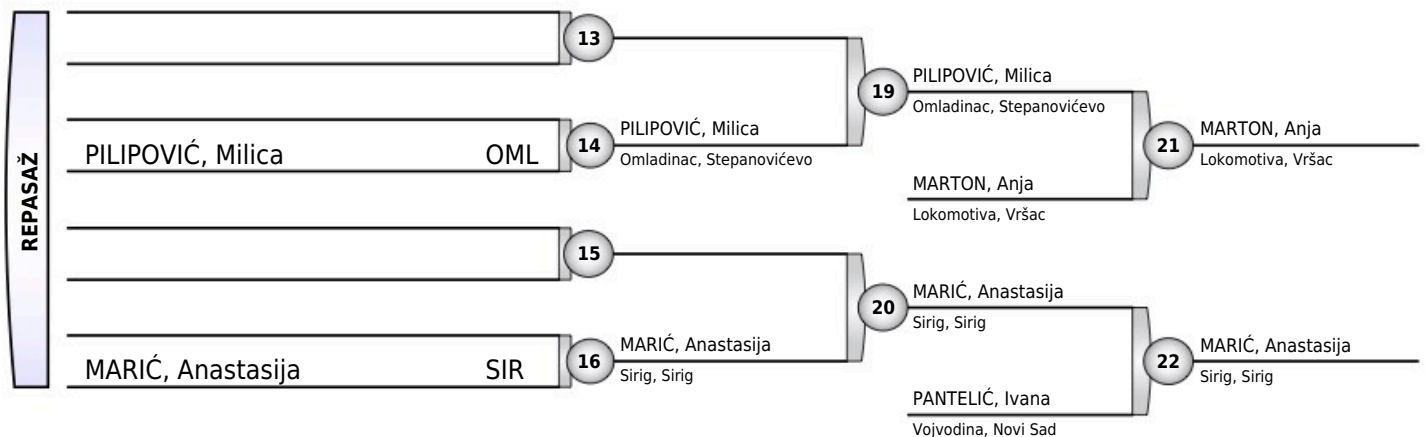 REPASAŽ
13
PILIPOVIĆ, Milica OML
14
PILIPOVIĆ, Milica
Omladinac, Stepanovićevo
19
PILIPOVIĆ, Milica
Omladinac, Stepanovićevo
MARTON, Anja
Lokomotiva, Vršac
21
MARTON, Anja
Lokomotiva, Vršac
15
MARIĆ, Anastasija SIR
16
MARIĆ, Anastasija
Sirig, Sirig
20
MARIĆ, Anastasija
Sirig, Sirig
PANTELIĆ, Ivana
Vojvodina, Novi Sad
22
MARIĆ, Anastasija
Sirig, Sirig